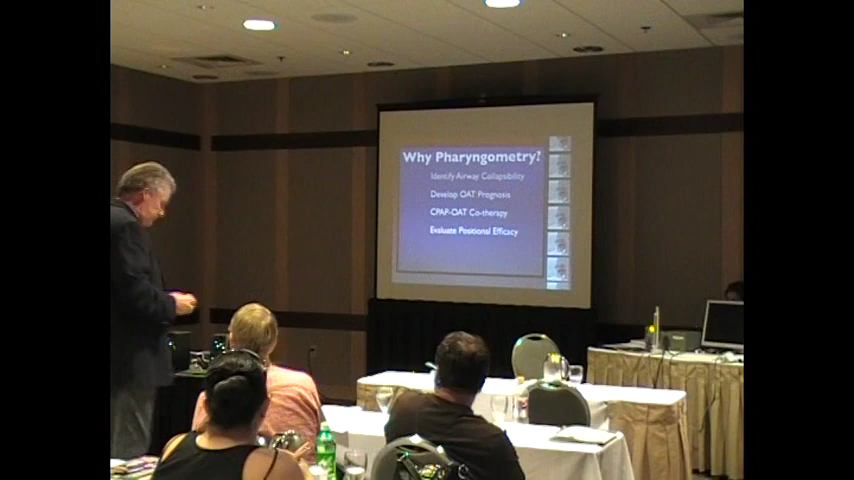 Why Pharyngometry?
Identify Airway Collapsibility
Develop OAT Prognosis
CPAP-OAT Co-therapy
Evaluate Positional Efficacy